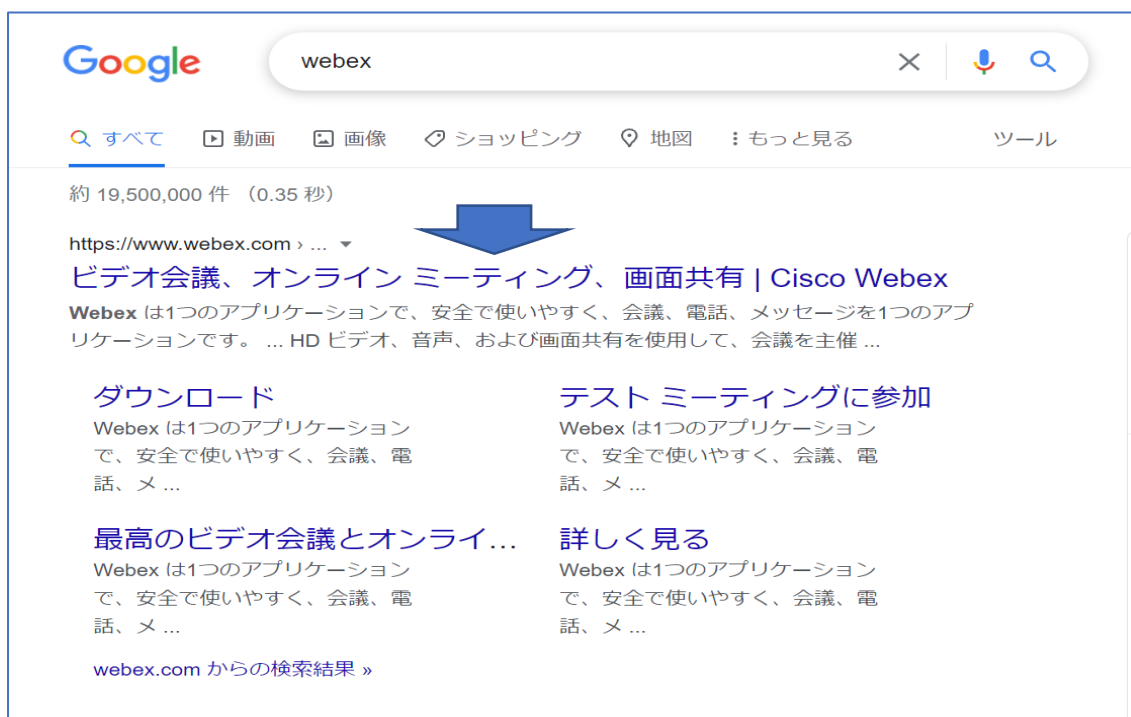 Google
webex
すべて 動画 画像 ショッピング 地図 もっと見る ツール
約 19,500,000 件 （0.35 秒）
https://www.webex.com › ...
ビデオ会議、オンライン ミーティング、画面共有 | Cisco Webex
Webex は1つのアプリケーションで、安全で使いやすく、会議、電話、メッセージを1つのアプ
リケーションです。 ... HD ビデオ、音声、および画面共有を使用して、会議を主催 ...
ダウンロード
Webex は1つのアプリケーション
で、安全で使いやすく、会議、電
話、メ ...
テスト ミーティングに参加
Webex は1つのアプリケーション
で、安全で使いやすく、会議、電
話、メ ...
最高のビデオ会議とオンライ...
Webex は1つのアプリケーション
で、安全で使いやすく、会議、電
話、メ ...
詳しく見る
Webex は1つのアプリケーション
で、安全で使いやすく、会議、電
話、メ ...
webex.com からの検索結果 »